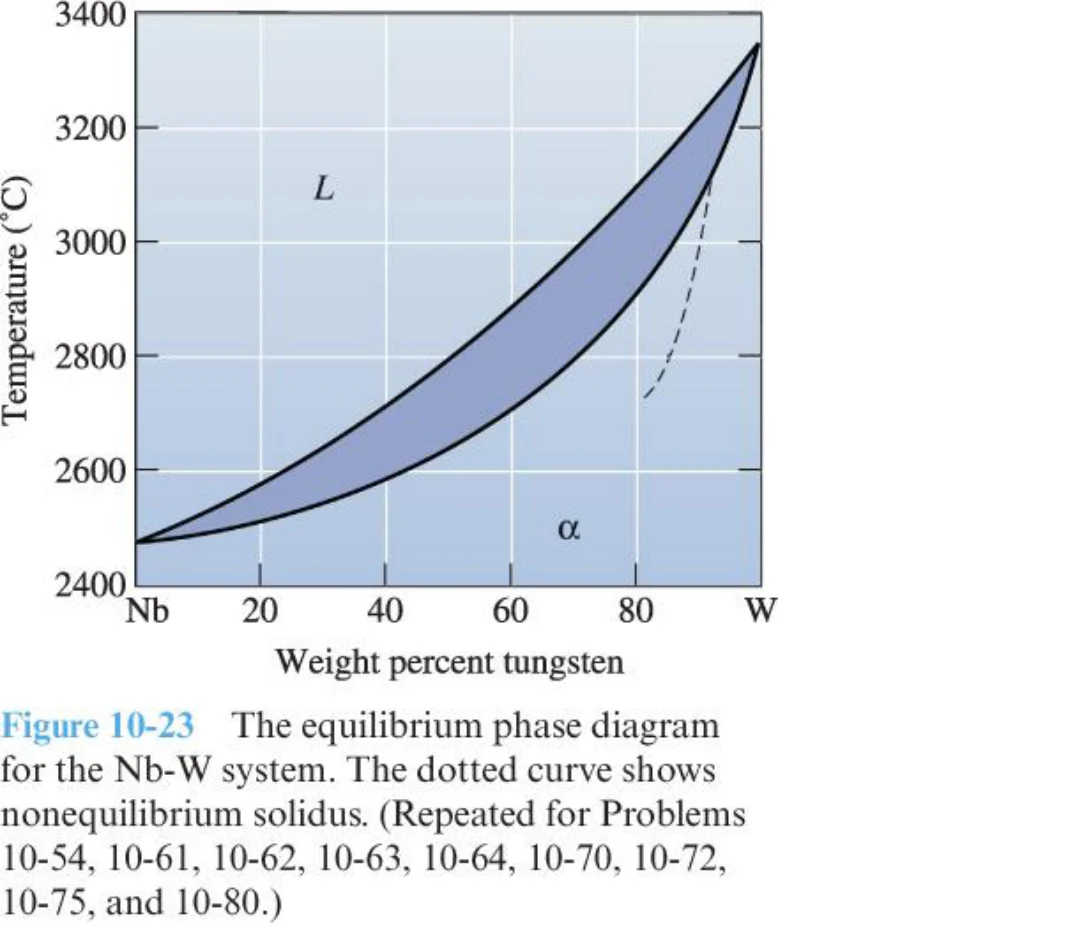 3400
3200
3000
2800
2600
2400
Temperature (°C)
L
α
Nb 20 40 60 80 W
Weight percent tungsten
Figure 10-23 The equilibrium phase diagram
for the Nb-W system. The dotted curve shows
nonequilibrium solidus. (Repeated for Problems
10-54, 10-61, 10-62, 10-63, 10-64, 10-70, 10-72,
10-75, and 10-80.)